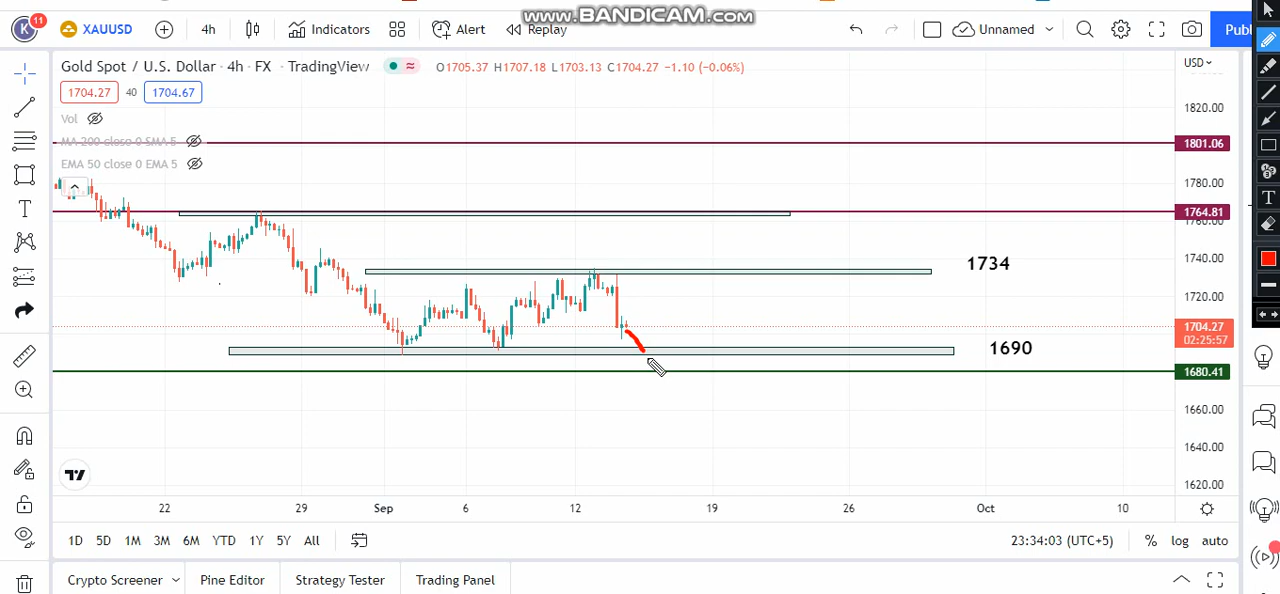 www.BANDICAM.com
K 11 XAUUSD 4h Indicators Alert Replay Unnamed Publ
Gold Spot / U.S. Dollar · 4h · FX · TradingView O1705.37 H1707.18 L1703.13 C1704.27 −1.10 (−0.06%) USD
1704.27 40 1704.67
1820.00
Vol
MA 200 close 0 SMA 5
1801.06
EMA 50 close 0 EMA 5
1780.00
1764.81
1760.00
1734
1740.00
1720.00
1704.27
02:25:57
1690
1680.41
1660.00
1640.00
1620.00
22 29 Sep 6 12 19 26 Oct 10
1D 5D 1M 3M 6M YTD 1Y 5Y All 23:34:03 (UTC+5) % log auto
Crypto Screener Pine Editor Strategy Tester Trading Panel